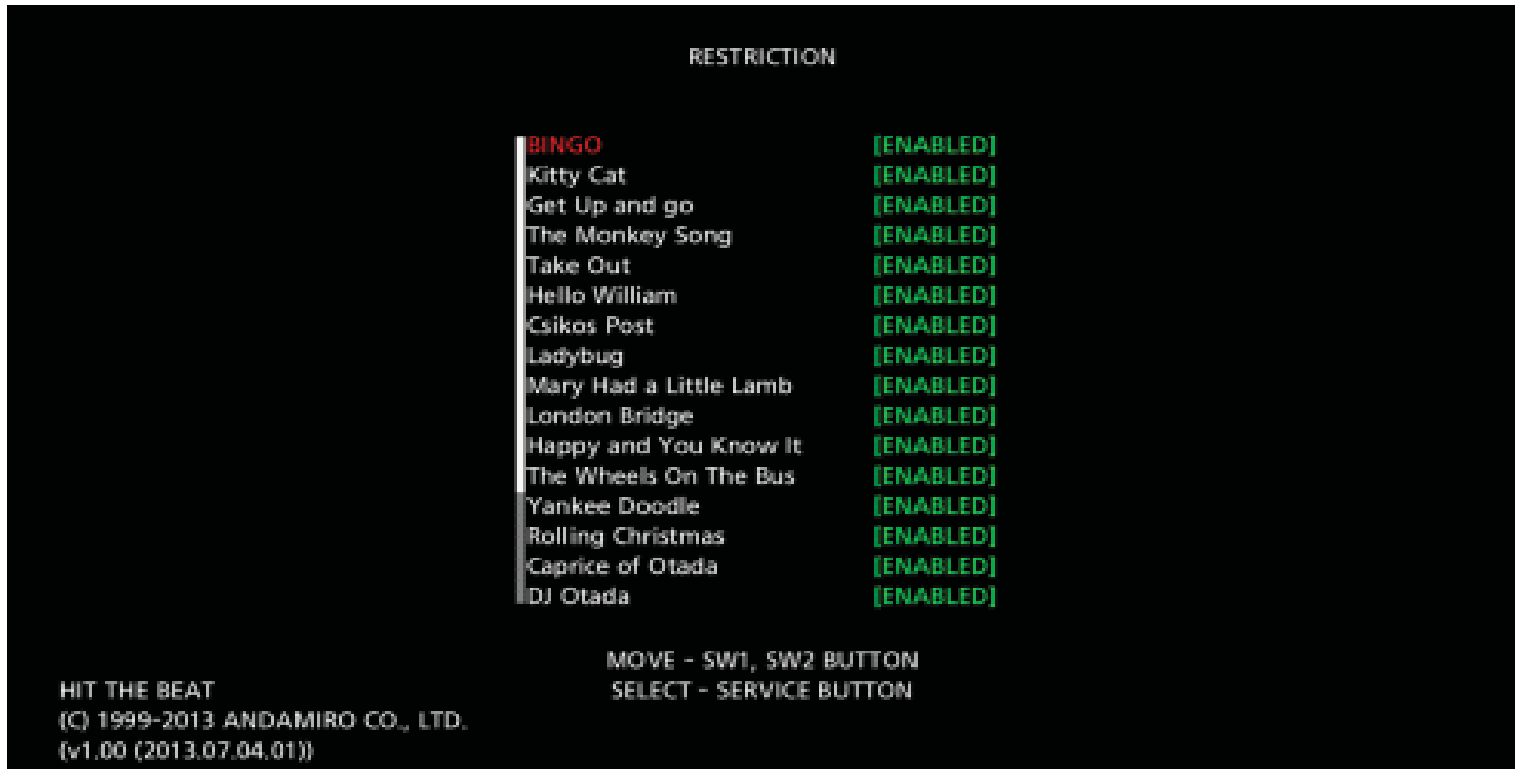 RESTRICTION
BINGO [ENABLED]
Kitty Cat [ENABLED]
Get Up and go [ENABLED]
The Monkey Song [ENABLED]
Take Out [ENABLED]
Hello William [ENABLED]
Csikos Post [ENABLED]
Ladybug [ENABLED]
Mary Had a Little Lamb [ENABLED]
London Bridge [ENABLED]
Happy and You Know It [ENABLED]
The Wheels On The Bus [ENABLED]
Yankee Doodle [ENABLED]
Rolling Christmas [ENABLED]
Caprice of Otada [ENABLED]
DJ Otada [ENABLED]
MOVE - SW1, SW2 BUTTON
SELECT - SERVICE BUTTON
HIT THE BEAT
(C) 1999-2013 ANDAMIRO CO., LTD.
(v1.00 (2013.07.04.01))